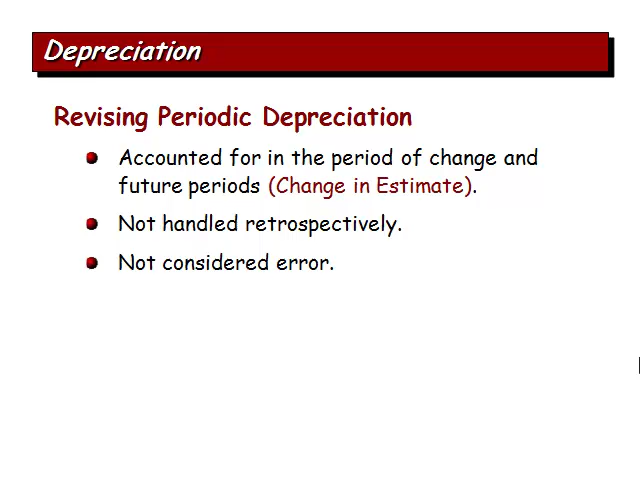 Depreciation
Revising Periodic Depreciation
Accounted for in the period of change and
future periods (Change in Estimate).
Not handled retrospectively.
Not considered error.